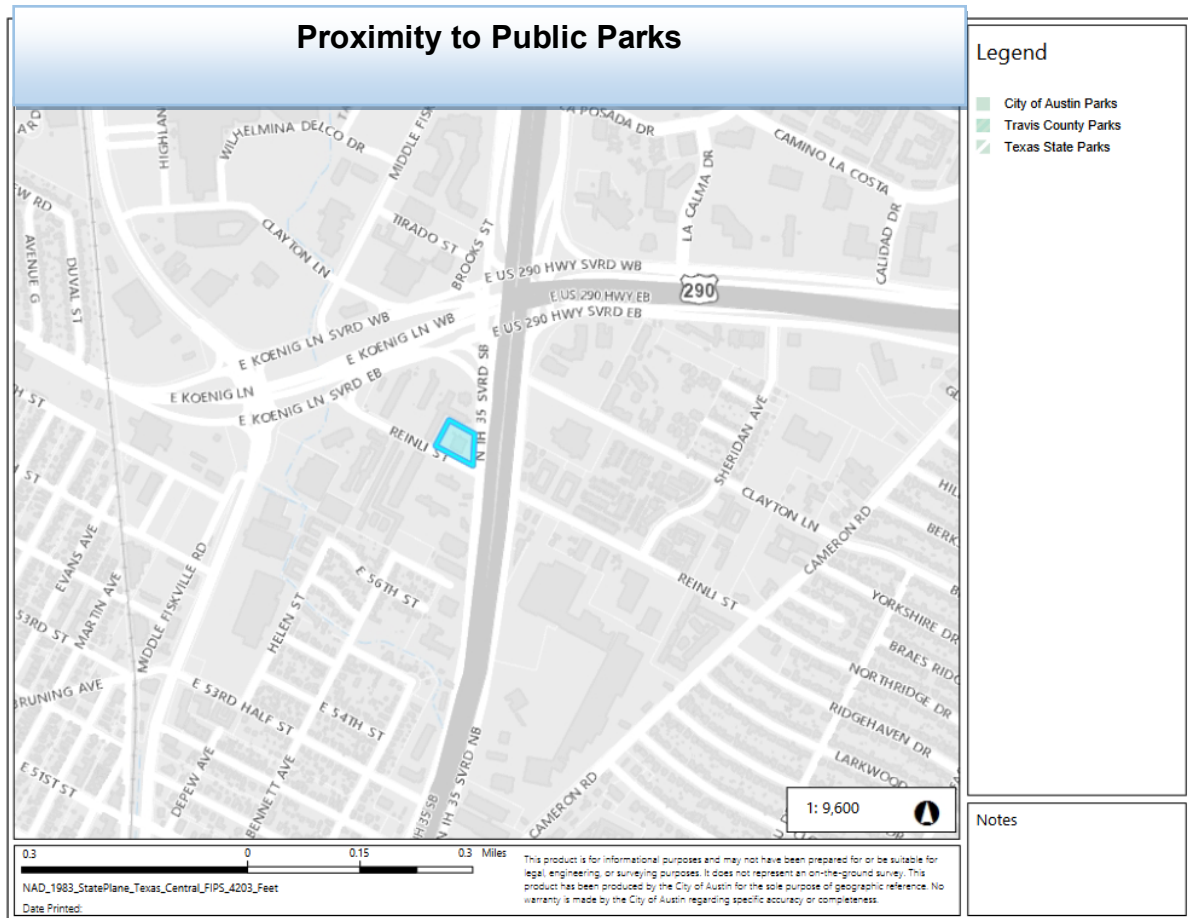 Proximity to Public Parks
Legend
City of Austin Parks
Travis County Parks
Texas State Parks
LA POSADA DR
WILHELMINA DELCO DR
HIGHLAN
MIDDLE FISK
CAMINO LA COSTA
LA CALMA DR
CALIDAD DR
EW RD
AVENUE G
DUVAL ST
CLAYTON LN
TIRADO ST
BROOKS ST
E US 290 HWY SVRD WB
E US 290 HWY EB
290
E US 290 HWY SVRD EB
E KOENIG LN SVRD WB
E KOENIG LN WB
E KOENIG LN
E KOENIG LN SVRD EB
N IH 35 SVRD SB
REINLI ST
SHERIDAN AVE
CLAYTON LN
CAMERON RD
H ST
H ST
EVANS AVE
MARTIN AVE
MIDDLE FISKVILLE RD
HELEN ST
E 56TH ST
REINLI ST
YORKSHIRE DR
BRAES RIDG
NORTHRIDGE DR
RIDGEHAVEN DR
LARKWOO
53RD ST
BRUNING AVE
E 53RD HALF ST
E 54TH ST
E 51ST ST
DEPEW AVE
BENNETT AVE
IH 35 SB
N IH 35 SVRD NB
CAMERON RD
HIL
BERK
1: 9,600
Notes
0.3 0 0.15 0.3 Miles
NAD_1983_StatePlane_Texas_Central_FIPS_4203_Feet
Date Printed:
This product is for informational purposes and may not have been prepared for or be suitable for
legal, engineering, or surveying purposes. It does not represent an on-the-ground survey. This
product has been produced by the City of Austin for the sole purpose of geographic reference. No
warranty is made by the City of Austin regarding specific accuracy or completeness.